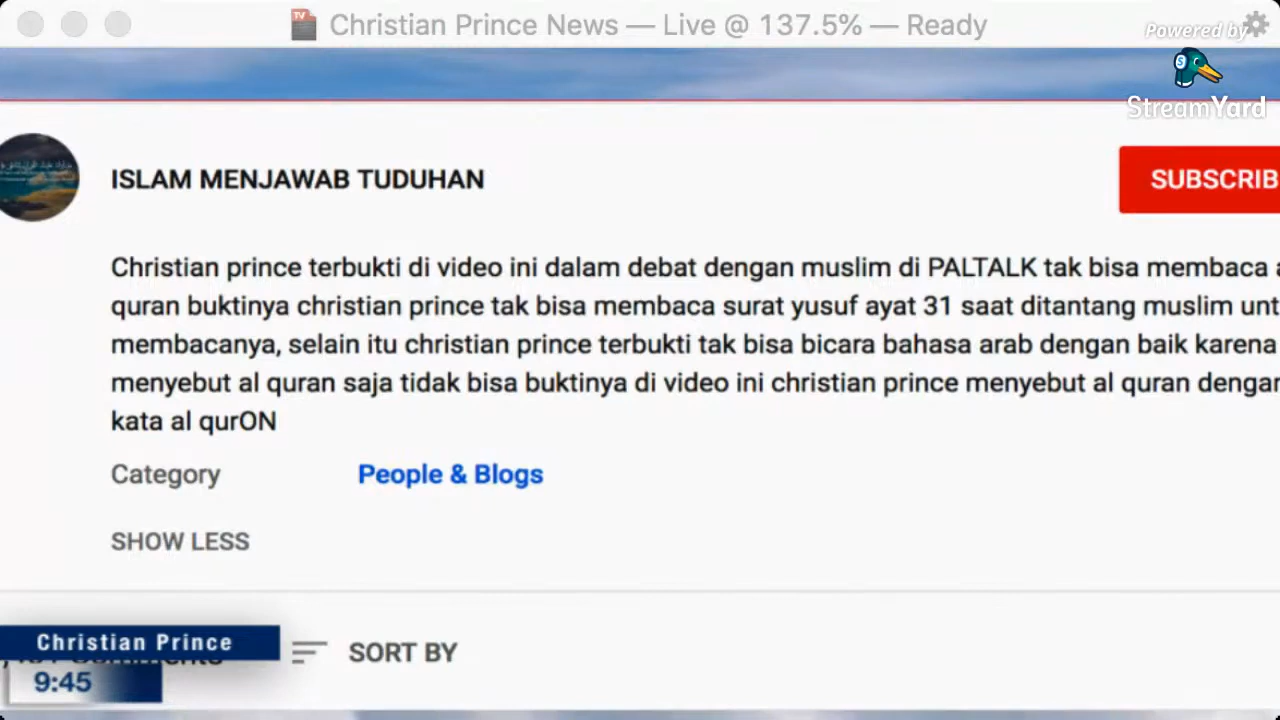 Christian Prince News — Live @ 137.5% — Ready
Powered by
StreamYard
ISLAM MENJAWAB TUDUHAN
SUBSCRIB
Christian prince terbukti di video ini dalam debat dengan muslim di PALTALK tak bisa membaca
quran buktinya christian prince tak bisa membaca surat yusuf ayat 31 saat ditantang muslim unt
membacanya, selain itu christian prince terbukti tak bisa bicara bahasa arab dengan baik karena
menyebut al quran saja tidak bisa buktinya di video ini christian prince menyebut al quran dengan
kata al qurON
Category People & Blogs
SHOW LESS
Christian Prince
SORT BY
9:45